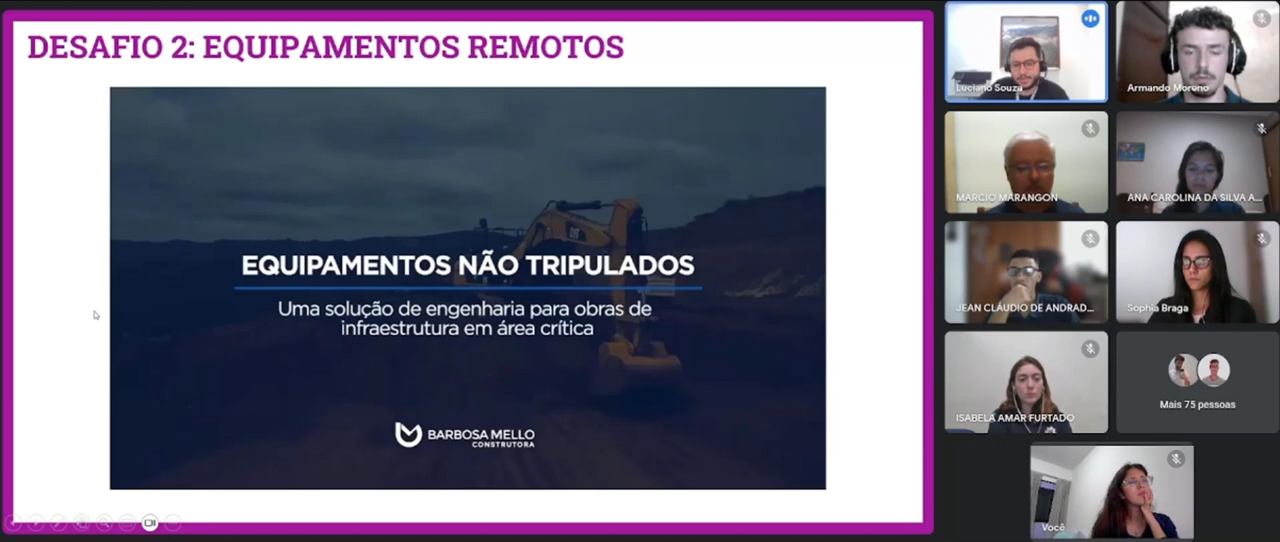 DESAFIO 2: EQUIPAMENTOS REMOTOS
EQUIPAMENTOS NÃO TRIPULADOS
Uma solução de engenharia para obras de
infraestrutura em área crítica
BARBOSA MELLO
CONSTRUTORA
Luciano Souza
Armando Moreno
MARCIO MARANGON
ANA CAROLINA DA SILVA A...
JEAN CLÁUDIO DE ANDRAD...
Sophia Braga
ISABELA AMAR FURTADO
Mais 75 pessoas
Você